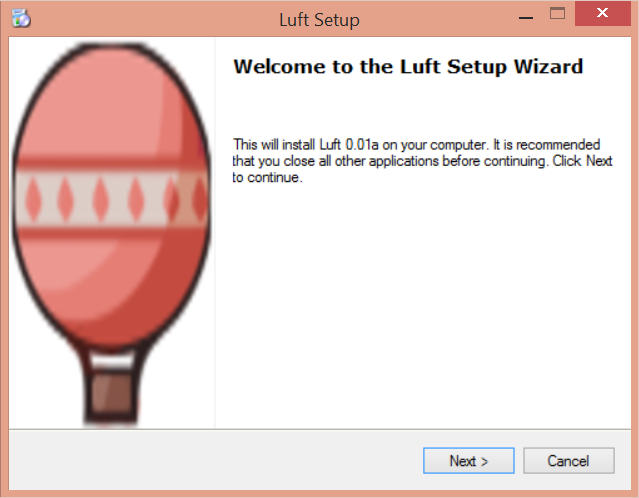 Luft Setup
Welcome to the Luft Setup Wizard
This will install Luft 0.01a on your computer. It is recommended
that you close all other applications before continuing. Click Next
to continue.
Next >
Cancel